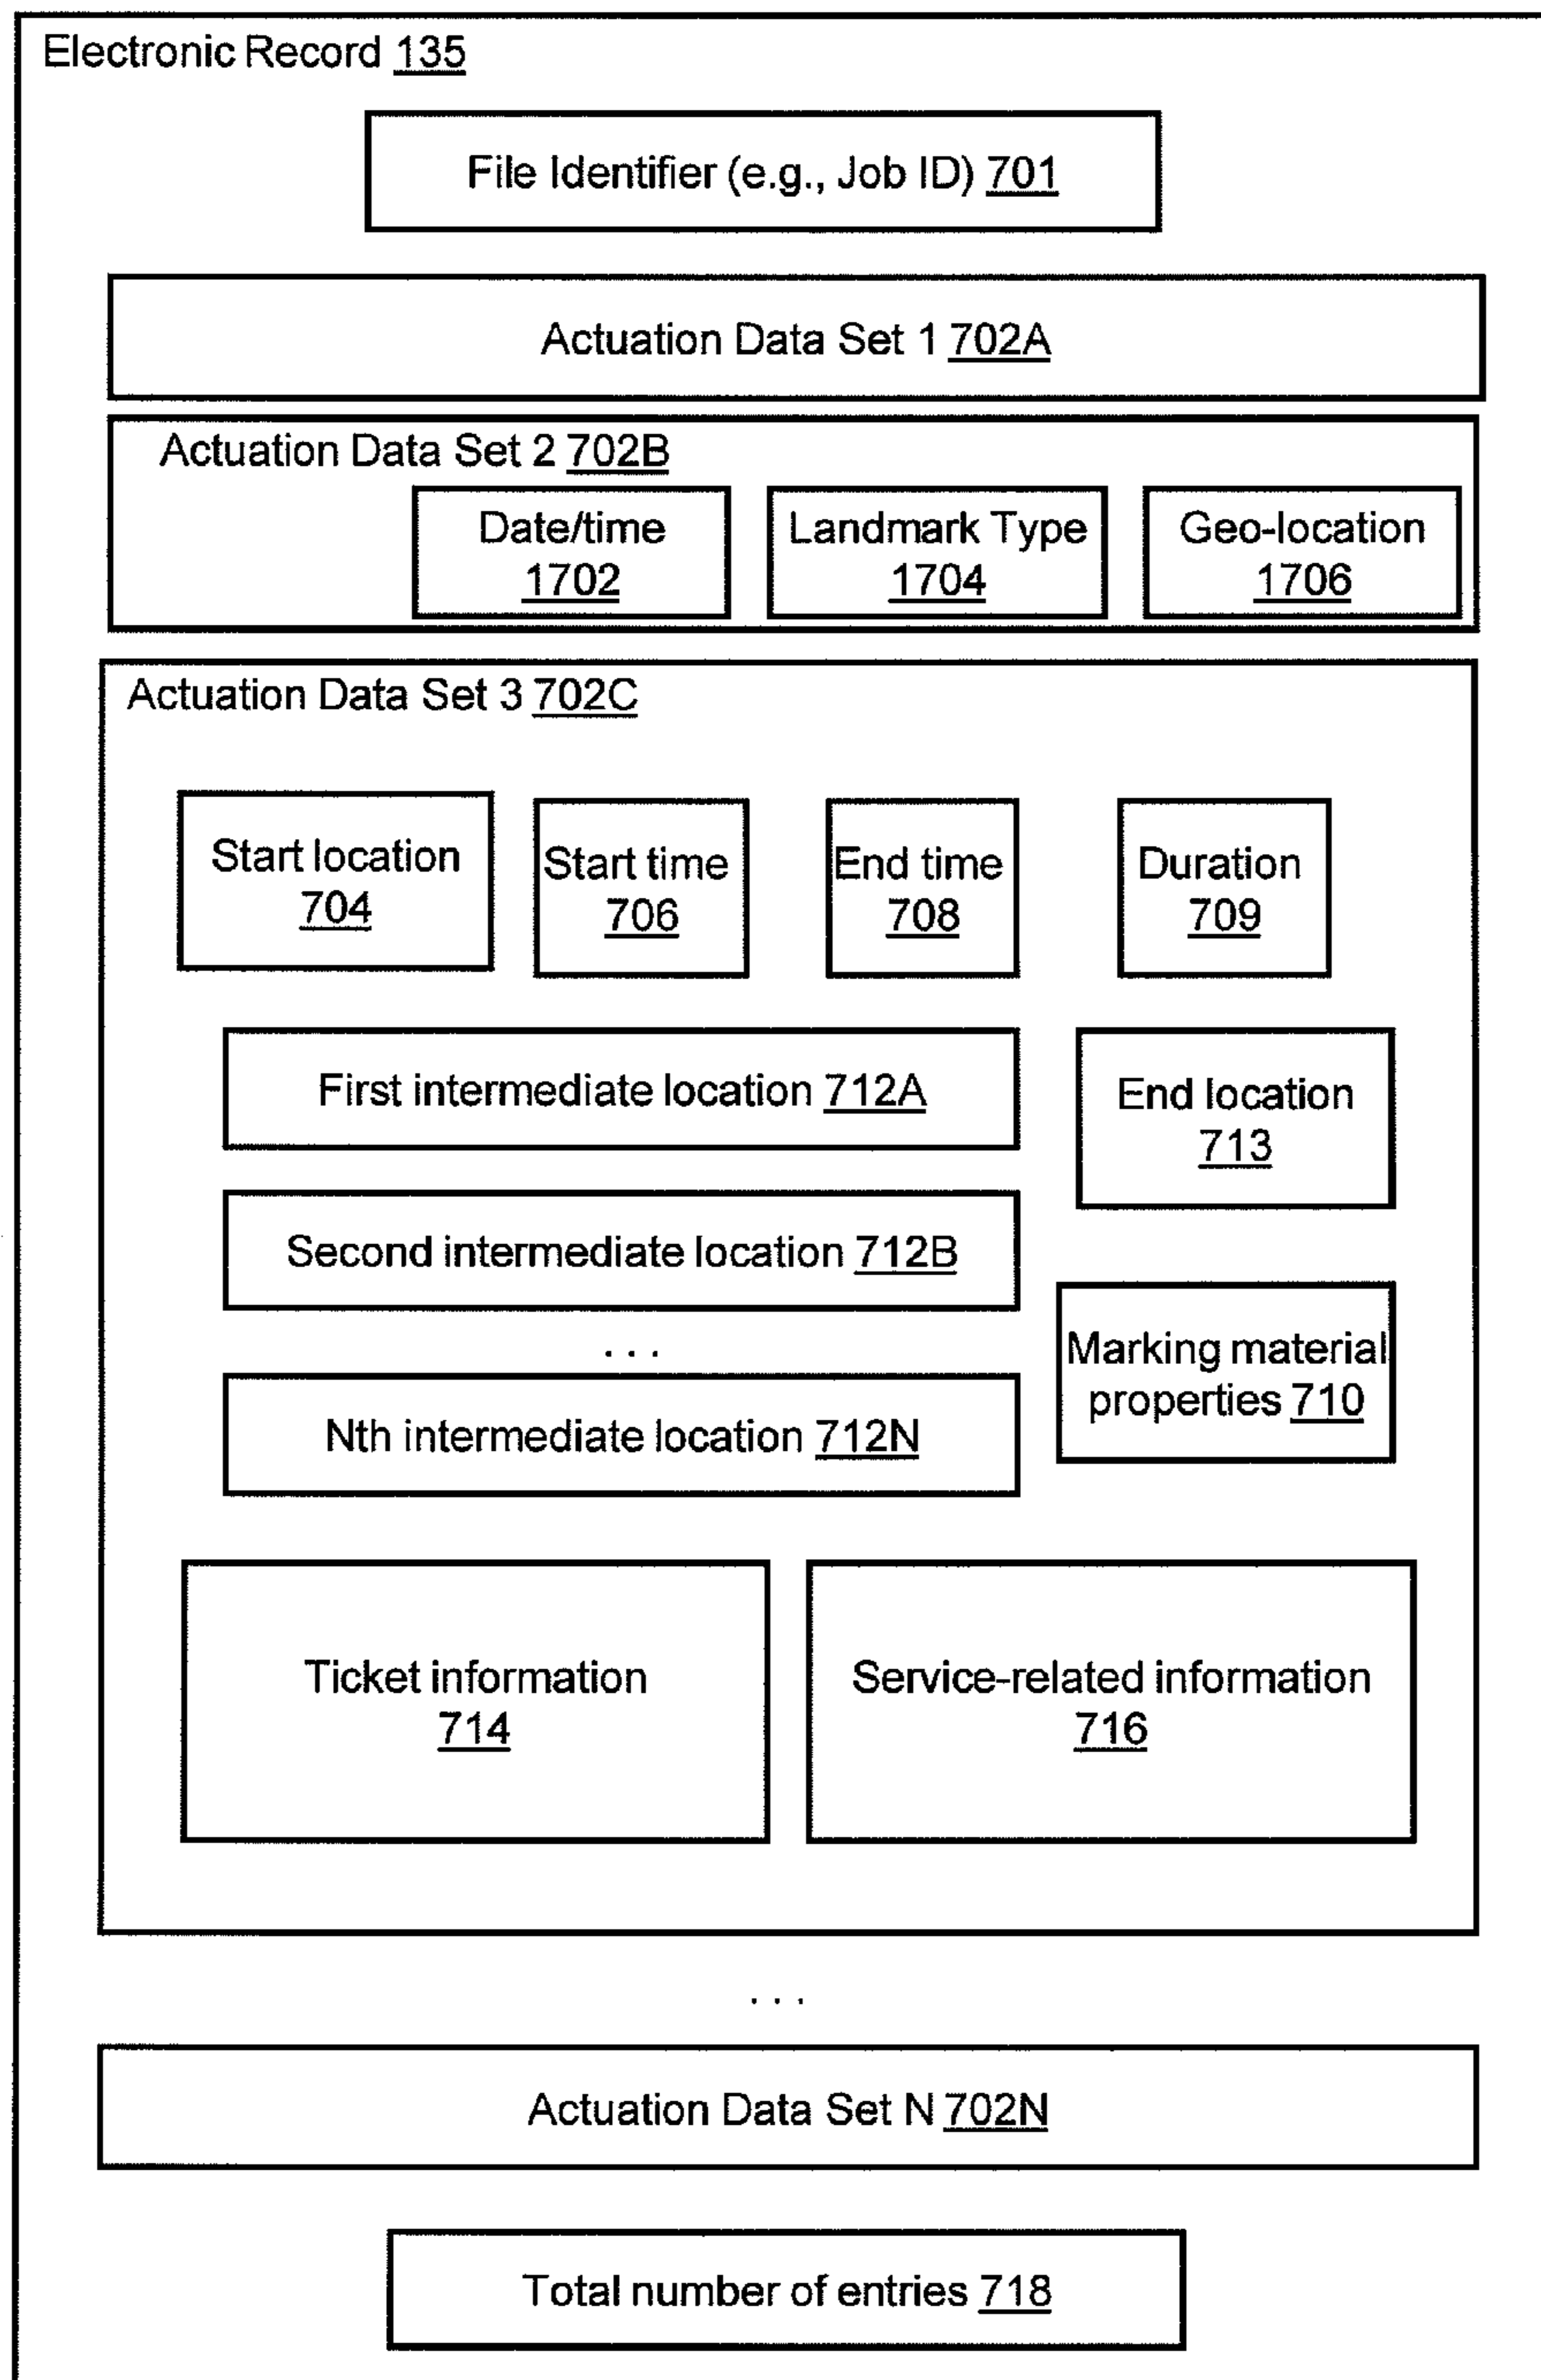 Electronic Record 135
File Identifier (e.g., Job ID) 701
Actuation Data Set 1 702A
Actuation Data Set 2 702B
Date/time
1702
Landmark Type
1704
Geo-location
1706
Actuation Data Set 3 702C
Start location
704
Start time
706
End time
708
Duration
709
First intermediate location 712A
End location
713
Second intermediate location 712B
. . .
Marking material
properties 710
Nth intermediate location 712N
Ticket information
714
Service-related information
716
. . .
Actuation Data Set N 702N
Total number of entries 718